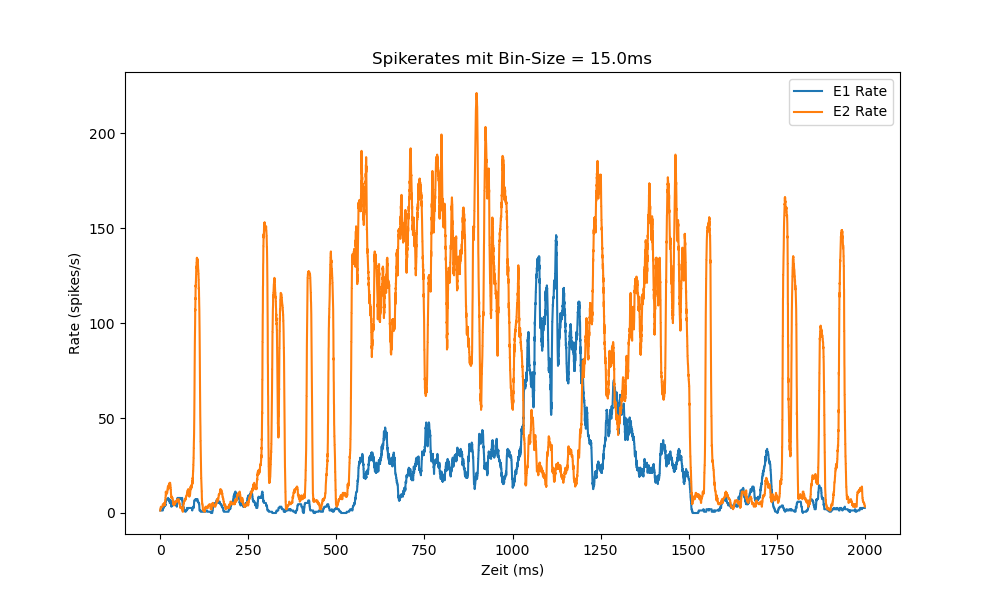 Spikerates mit Bin-Size = 15.0ms
E1 Rate
E2 Rate
200
150
100
50
0
Rate (spikes/s)
0 250 500 750 1000 1250 1500 1750 2000
Zeit (ms)